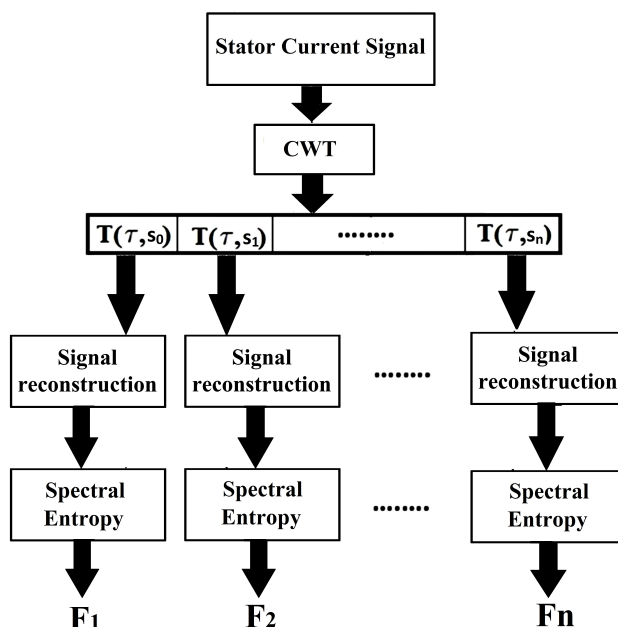 Stator Current Signal
CWT
T(τ,s₀) T(τ,s₁) ........ T(τ,sₙ)
Signal reconstruction
Signal reconstruction
........
Signal reconstruction
Spectral Entropy
Spectral Entropy
........
Spectral Entropy
F₁ F₂ Fn